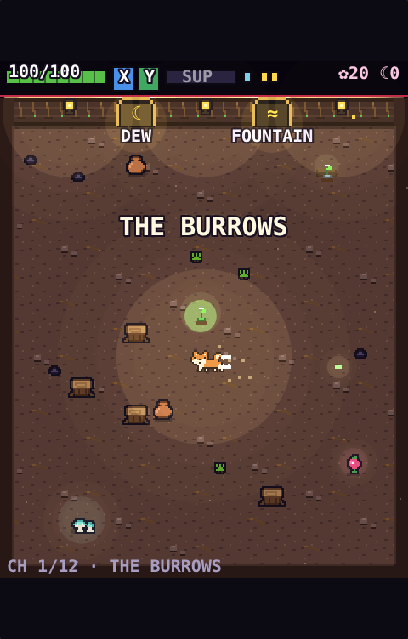 100/100 X Y SUP ✿20 ☾0
DEW FOUNTAIN
THE BURROWS
CH 1/12 · THE BURROWS